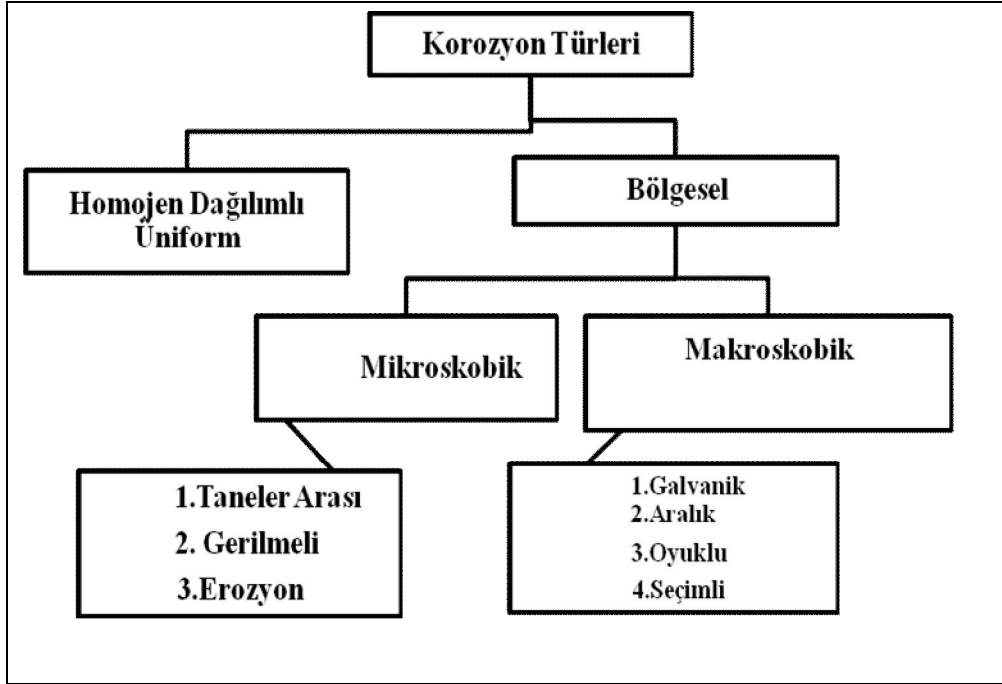 Korozyon Türleri
Homojen Dağılımlı
Üniform
Bölgesel
Mikroskobik
Makroskobik
1.Taneler Arası
2. Gerilmeli
3.Erozyon
1.Galvanik
2.Aralık
3.Oyuklu
4.Seçimli